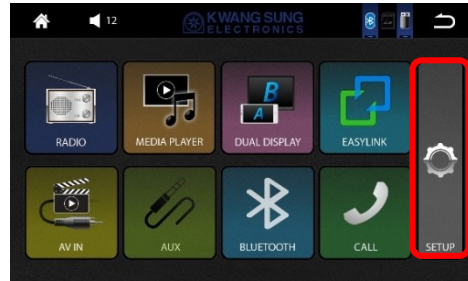 12
KWANG SUNG
ELECTRONICS
RADIO
MEDIA PLAYER
B
A
DUAL DISPLAY
EASYLINK
AV IN
AUX
BLUETOOTH
CALL
SETUP